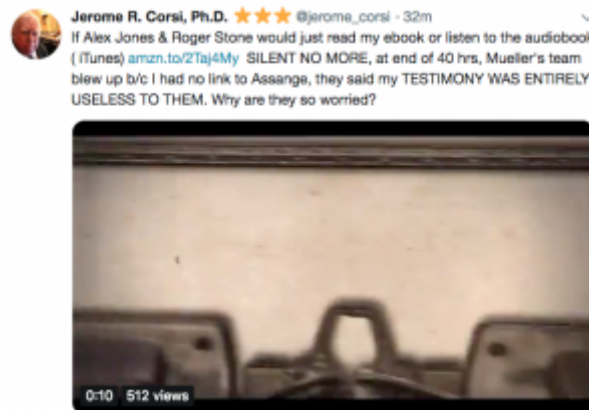 Jerome R. Corsi, Ph.D. ⭐⭐⭐ @jerome_corsi · 32m
If Alex Jones & Roger Stone would just read my ebook or listen to the audiobook
( iTunes) amzn.to/2Taj4My SILENT NO MORE, at end of 40 hrs, Mueller's team
blew up b/c I had no link to Assange, they said my TESTIMONY WAS ENTIRELY
USELESS TO THEM. Why are they so worried?
0:10 512 views